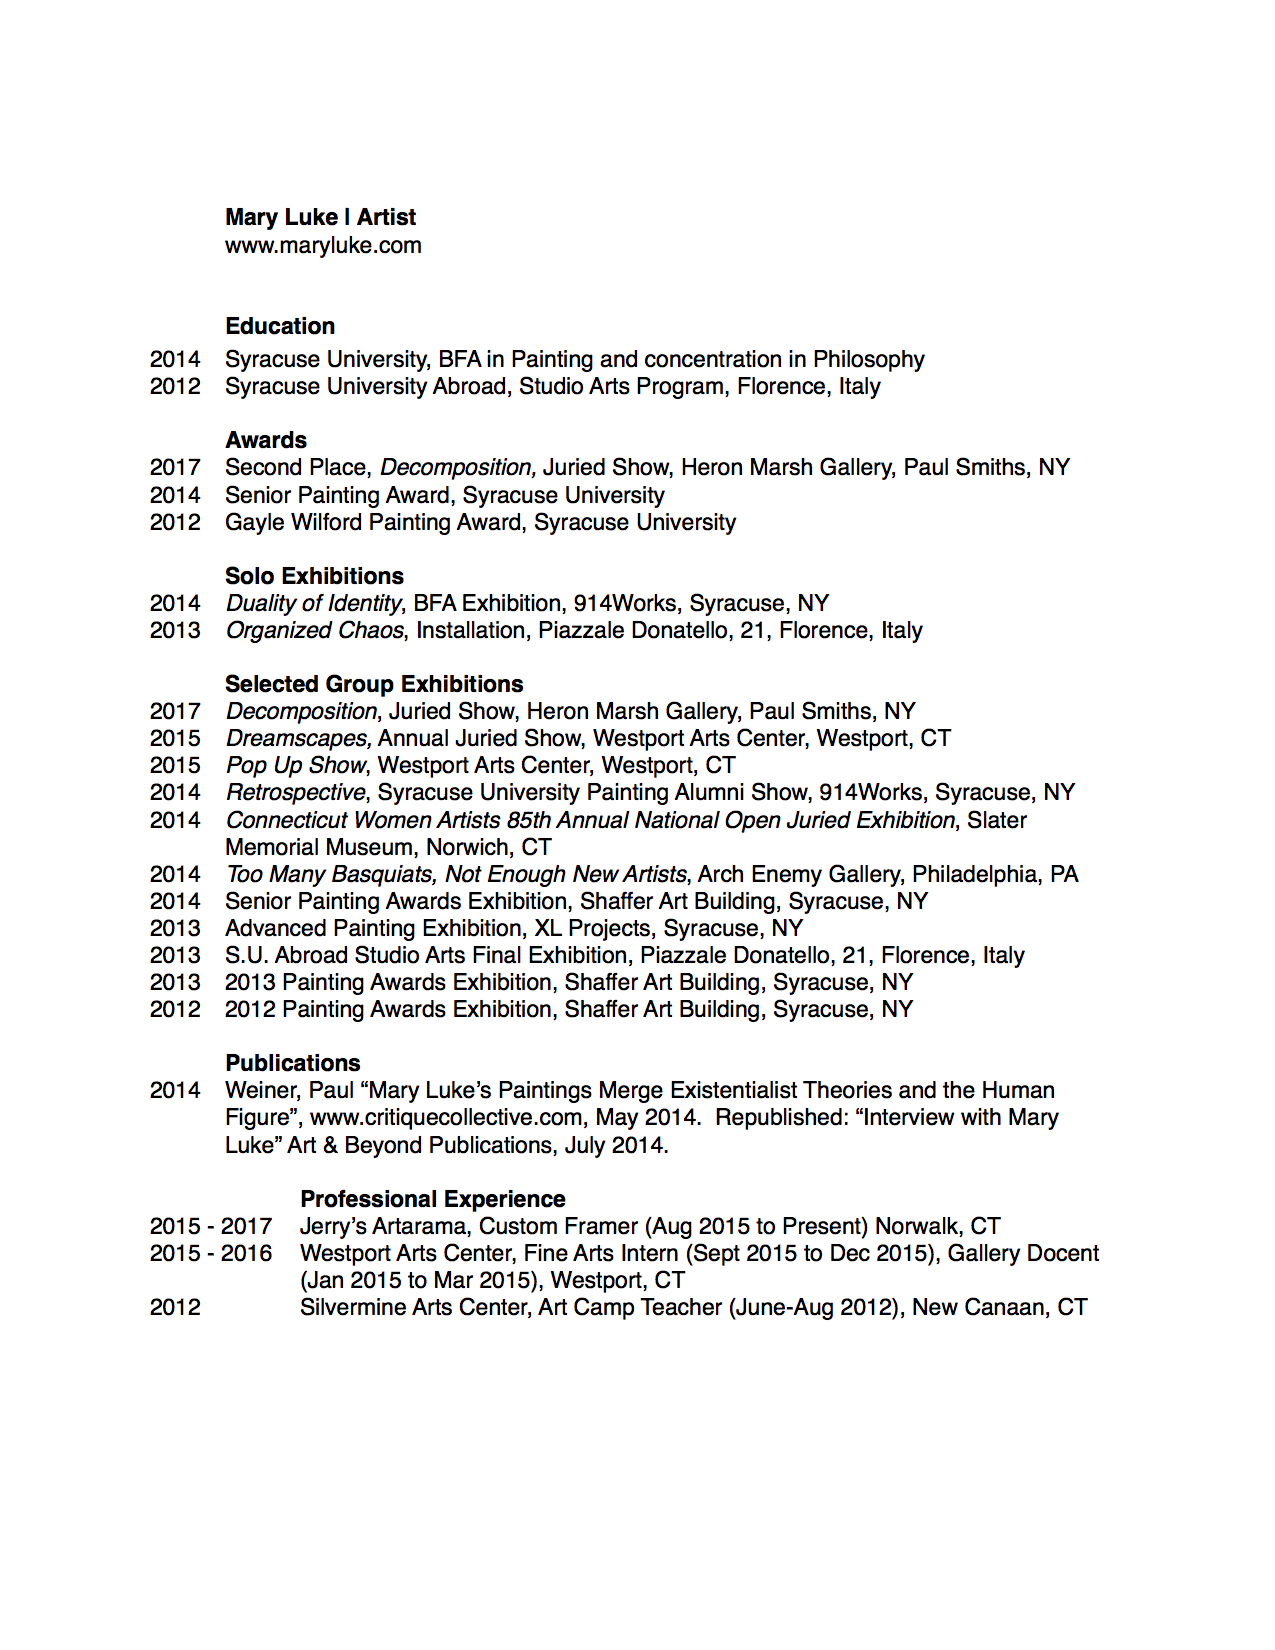 Mary Luke | Artist
www.maryluke.com
Education
2014 Syracuse University, BFA in Painting and concentration in Philosophy
2012 Syracuse University Abroad, Studio Arts Program, Florence, Italy
Awards
2017 Second Place, Decomposition, Juried Show, Heron Marsh Gallery, Paul Smiths, NY
2014 Senior Painting Award, Syracuse University
2012 Gayle Wilford Painting Award, Syracuse University
Solo Exhibitions
2014 Duality of Identity, BFA Exhibition, 914Works, Syracuse, NY
2013 Organized Chaos, Installation, Piazzale Donatello, 21, Florence, Italy
Selected Group Exhibitions
2017 Decomposition, Juried Show, Heron Marsh Gallery, Paul Smiths, NY
2015 Dreamscapes, Annual Juried Show, Westport Arts Center, Westport, CT
2015 Pop Up Show, Westport Arts Center, Westport, CT
2014 Retrospective, Syracuse University Painting Alumni Show, 914Works, Syracuse, NY
2014 Connecticut Women Artists 85th Annual National Open Juried Exhibition, Slater
Memorial Museum, Norwich, CT
2014 Too Many Basquiats, Not Enough New Artists, Arch Enemy Gallery, Philadelphia, PA
2014 Senior Painting Awards Exhibition, Shaffer Art Building, Syracuse, NY
2013 Advanced Painting Exhibition, XL Projects, Syracuse, NY
2013 S.U. Abroad Studio Arts Final Exhibition, Piazzale Donatello, 21, Florence, Italy
2013 2013 Painting Awards Exhibition, Shaffer Art Building, Syracuse, NY
2012 2012 Painting Awards Exhibition, Shaffer Art Building, Syracuse, NY
Publications
2014 Weiner, Paul “Mary Luke’s Paintings Merge Existentialist Theories and the Human
Figure”, www.critiquecollective.com, May 2014. Republished: “Interview with Mary
Luke” Art & Beyond Publications, July 2014.
Professional Experience
2015 - 2017 Jerry’s Artarama, Custom Framer (Aug 2015 to Present) Norwalk, CT
2015 - 2016 Westport Arts Center, Fine Arts Intern (Sept 2015 to Dec 2015), Gallery Docent
(Jan 2015 to Mar 2015), Westport, CT
2012 Silvermine Arts Center, Art Camp Teacher (June-Aug 2012), New Canaan, CT